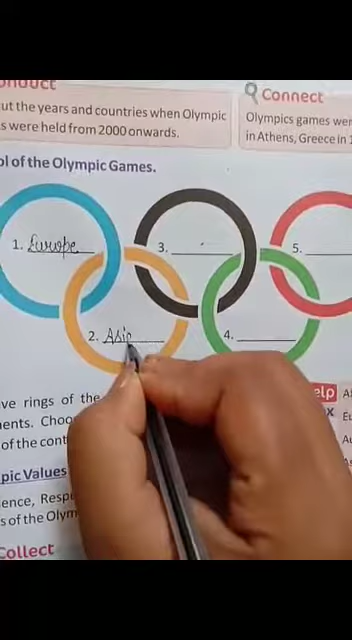 onduct
Connect
ut the years and countries when Olympic
s were held from 2000 onwards.
Olympics games wer
in Athens, Greece in 1
ol of the Olympic Games.
1. Europe
3.
5.
2. Asia
4.
ve rings of the
elp
ents. Choo
x
of the cont
pic Values
ence, Resp
s of the Olym
Collect